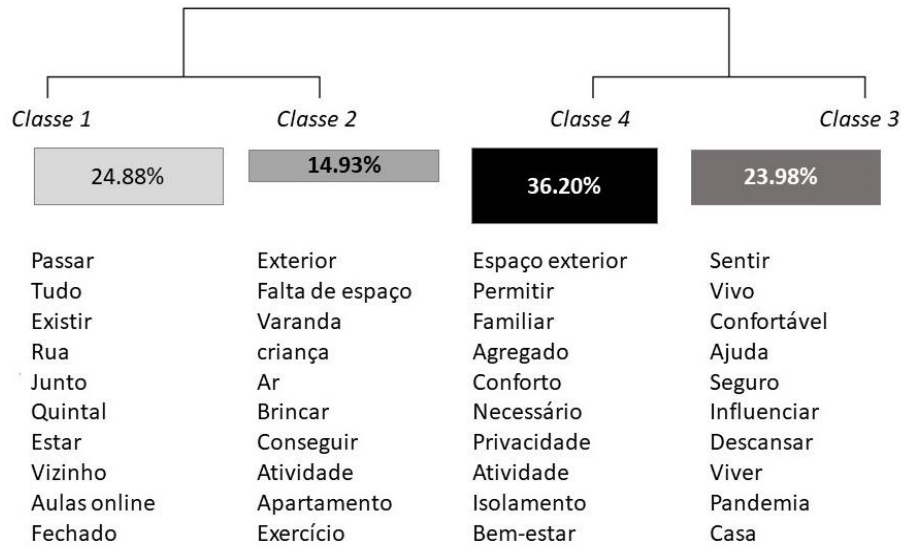 Classe 1 Classe 2 Classe 4 Classe 3
24.88% 14.93% 36.20% 23.98%
Passar Exterior Espaço exterior Sentir
Tudo Falta de espaço Permitir Vivo
Existir Varanda Familiar Confortável
Rua criança Agregado Ajuda
Junto Ar Conforto Seguro
Quintal Brincar Necessário Influenciar
Estar Conseguir Privacidade Descansar
Vizinho Atividade Atividade Viver
Aulas online Apartamento Isolamento Pandemia
Fechado Exercício Bem-estar Casa